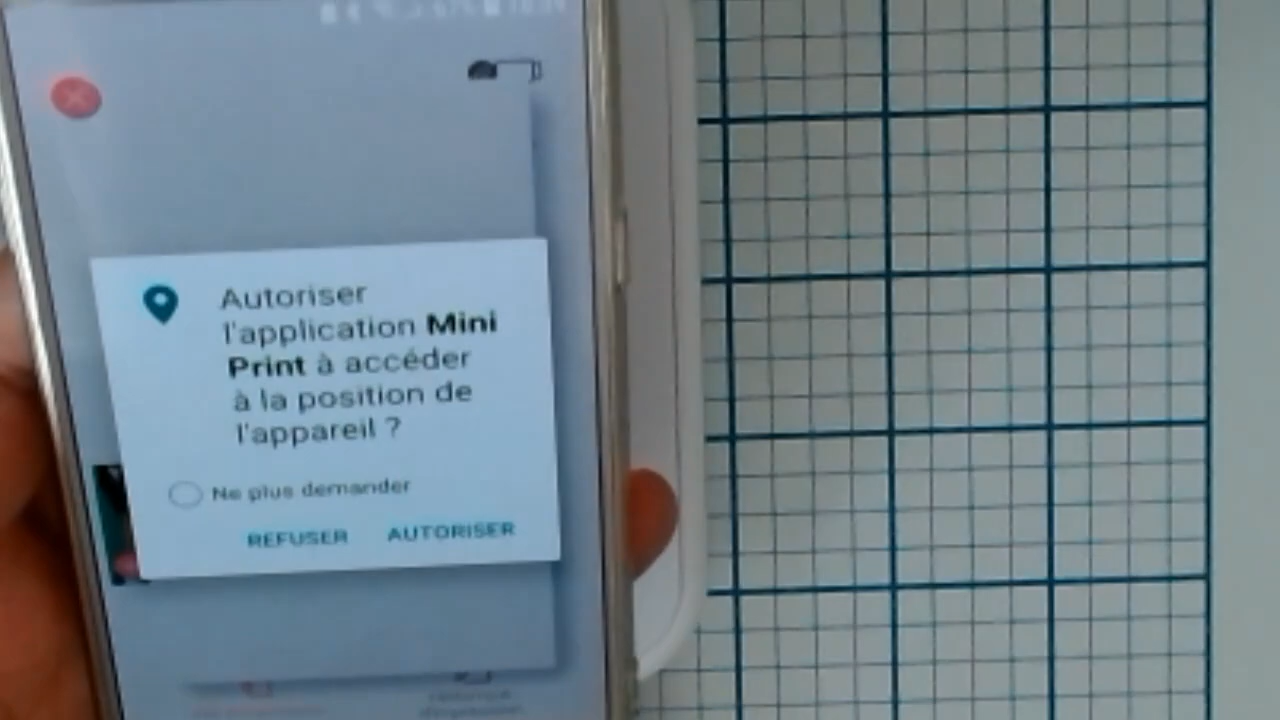 Autoriser
l'application Mini
Print à accéder
à la position de
l'appareil ?
Ne plus demander
REFUSER AUTORISER